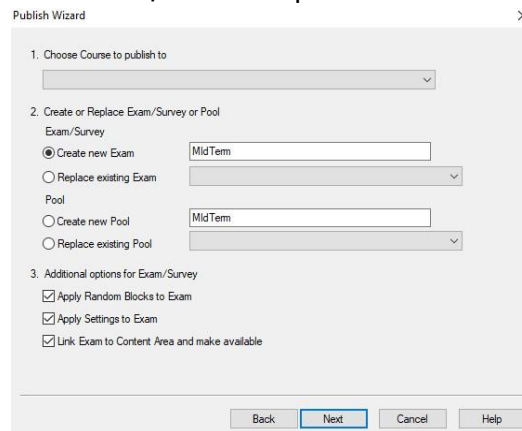 Publish Wizard
1. Choose Course to publish to
2. Create or Replace Exam/Survey or Pool
Exam/Survey
Create new Exam MIdTerm
Replace existing Exam
Pool
Create new Pool MIdTerm
Replace existing Pool
3. Additional options for Exam/Survey
Apply Random Blocks to Exam
Apply Settings to Exam
Link Exam to Content Area and make available
Back Next Cancel Help